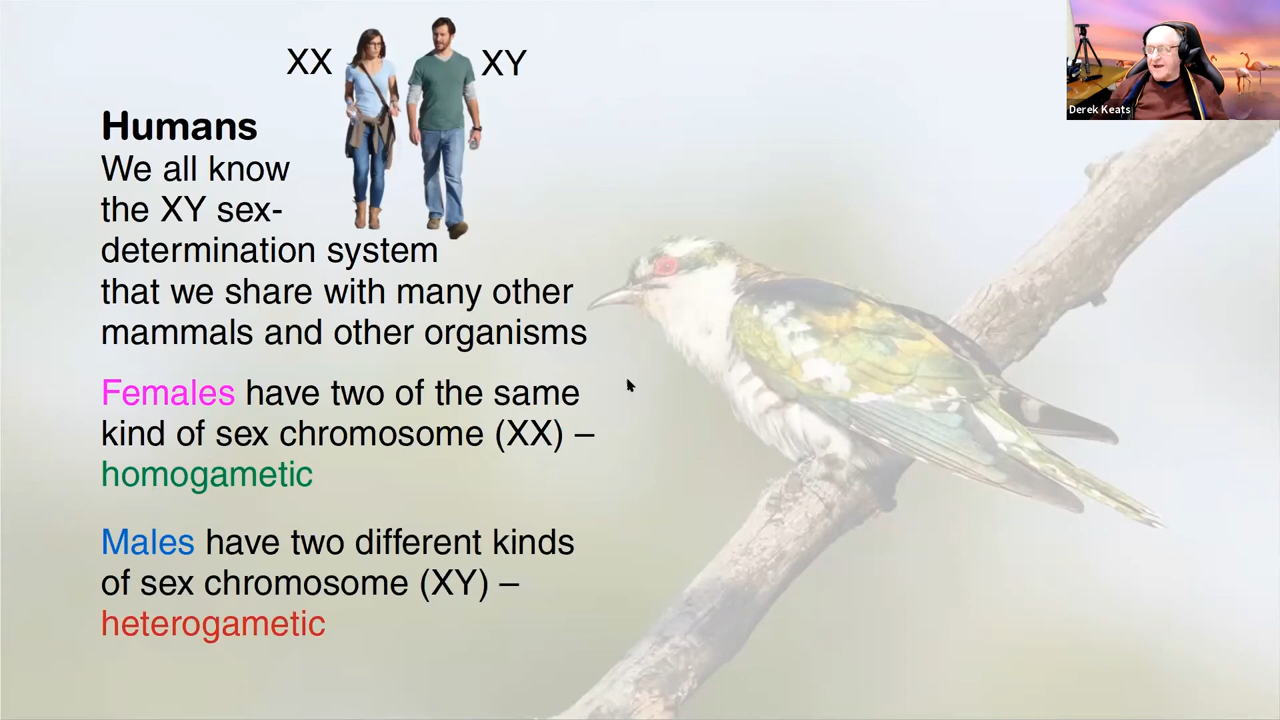 XX
XY
Derek Keats
Humans
We all know
the XY sex-
determination system
that we share with many other
mammals and other organisms
Females have two of the same
kind of sex chromosome (XX) –
homogametic
Males have two different kinds
of sex chromosome (XY) –
heterogametic